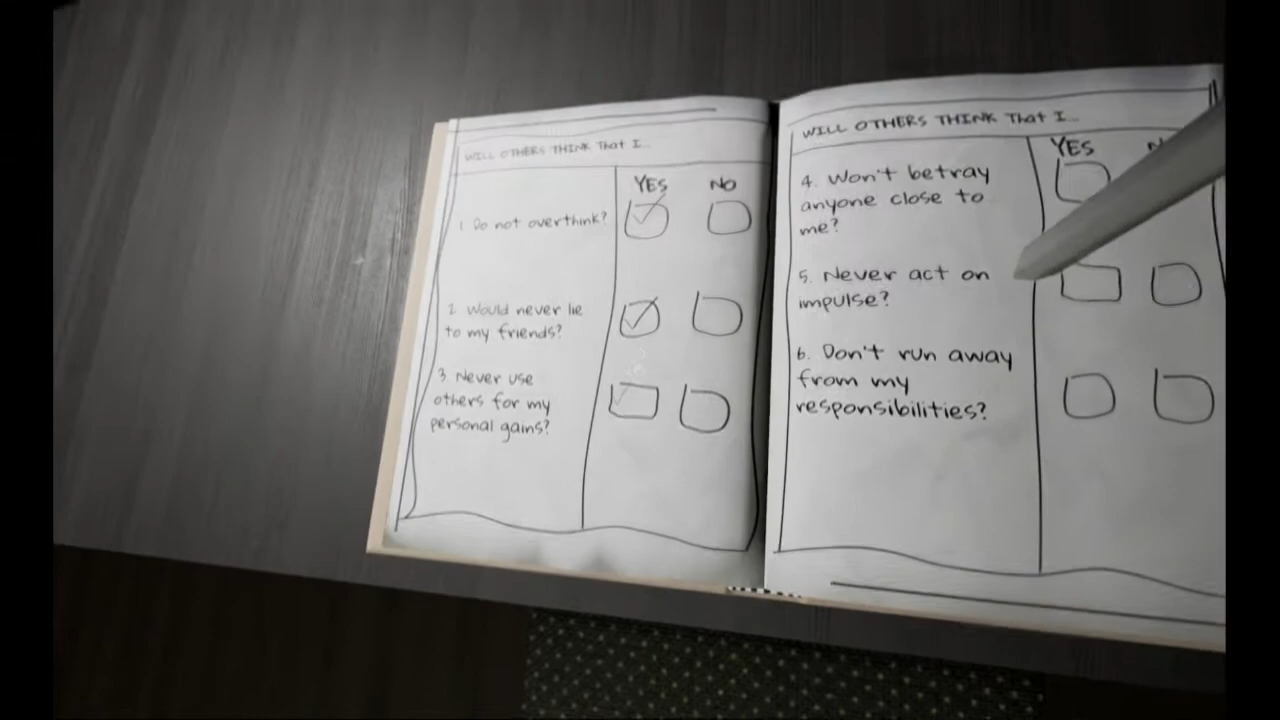 WILL OTHERS THINK That I...
YES NO
1. Do not overthink?
2. Would never lie
to my friends?
3. Never use
others for my
personal gains?
WILL OTHERS THINK That I...
YES
4. Won't betray
anyone close to
me?
5. Never act on
impulse?
6. Don't run away
from my
responsibilities?